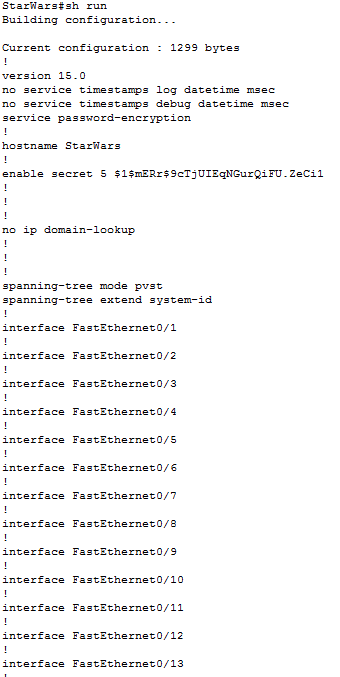 StarWars#sh run
Building configuration...
Current configuration : 1299 bytes
!
version 15.0
no service timestamps log datetime msec
no service timestamps debug datetime msec
service password-encryption
!
hostname StarWars
!
enable secret 5 $1$mERr$9cTjUIEqNGurQiFU.ZeCi1
!
!
!
no ip domain-lookup
!
!
!
spanning-tree mode pvst
spanning-tree extend system-id
!
interface FastEthernet0/1
!
interface FastEthernet0/2
!
interface FastEthernet0/3
!
interface FastEthernet0/4
!
interface FastEthernet0/5
!
interface FastEthernet0/6
!
interface FastEthernet0/7
!
interface FastEthernet0/8
!
interface FastEthernet0/9
!
interface FastEthernet0/10
!
interface FastEthernet0/11
!
interface FastEthernet0/12
!
interface FastEthernet0/13
!